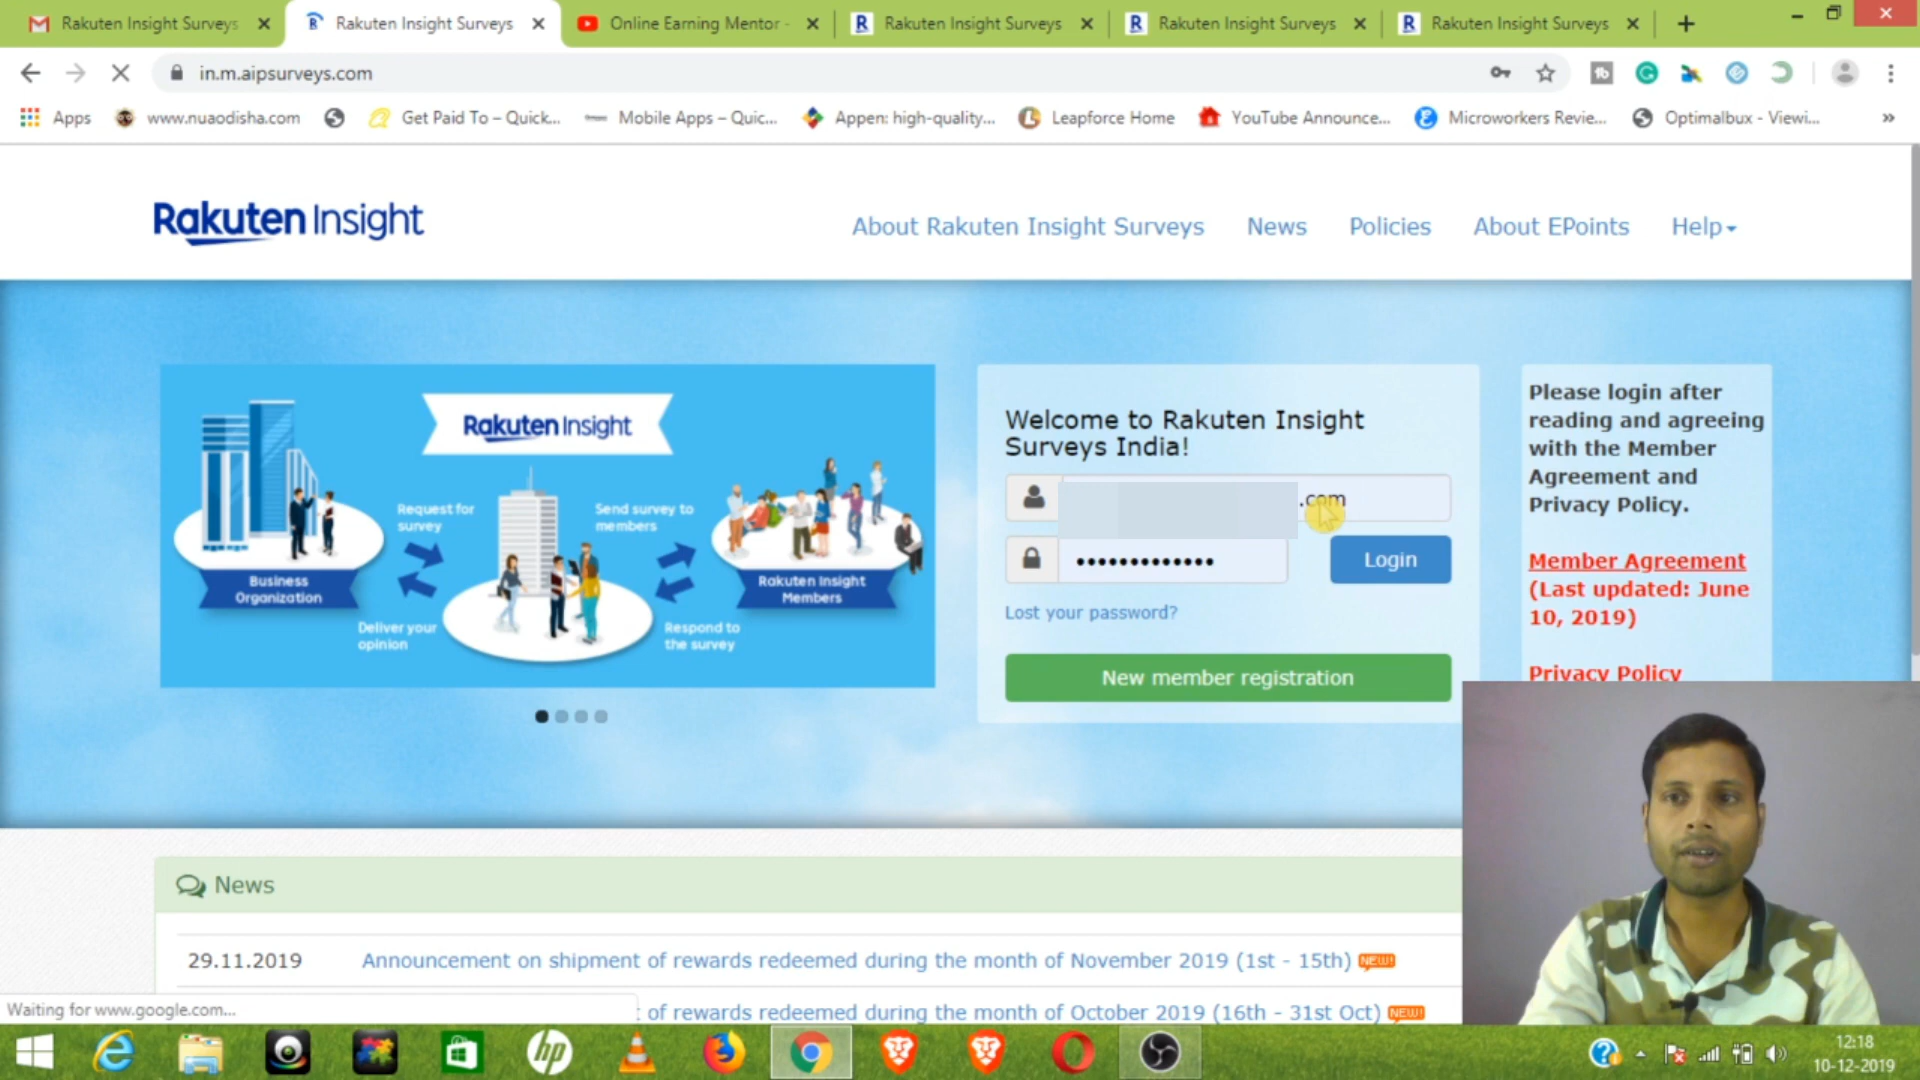 Rakuten Insight Surveys
Rakuten Insight Surveys
Online Earning Mentor -
Rakuten Insight Surveys
Rakuten Insight Surveys
Rakuten Insight Surveys
in.m.aipsurveys.com
Apps
www.nuaodisha.com
Get Paid To – Quick...
Mobile Apps – Quic...
Appen: high-quality...
Leapforce Home
YouTube Announce...
Microworkers Revie...
Optimalbux - Viewi...
»
Rakuten Insight
About Rakuten Insight Surveys
News
Policies
About EPoints
Help
Rakuten Insight
Request for
survey
Send survey to
members
Business
Organization
Rakuten Insight
Members
Deliver your
opinion
Respond to
the survey
Welcome to Rakuten Insight
Surveys India!
.com
•••••••••••••
Login
Lost your password?
New member registration
Please login after
reading and agreeing
with the Member
Agreement and
Privacy Policy.
Member Agreement
(Last updated: June
10, 2019)
Privacy Policy
News
29.11.2019 Announcement on shipment of rewards redeemed during the month of November 2019 (1st - 15th) NEW!
of rewards redeemed during the month of October 2019 (16th - 31st Oct) NEW!
Waiting for www.google.com...
hp
12:18
10-12-2019